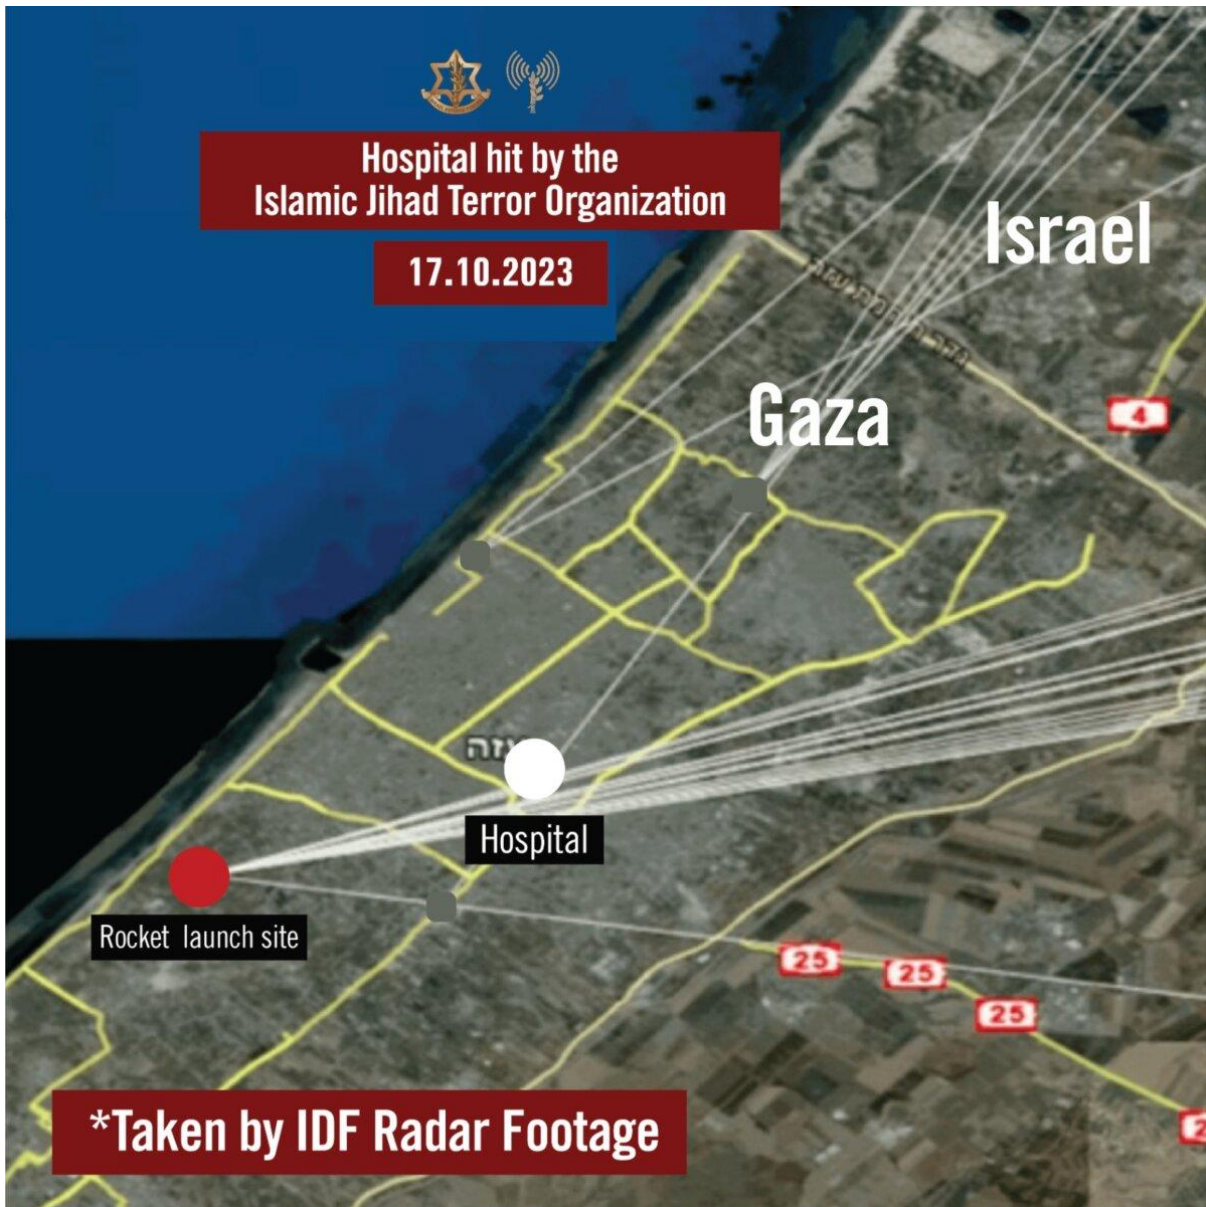 Hospital hit by the
Islamic Jihad Terror Organization
17.10.2023
Israel
Gaza
4
Hospital
Rocket launch site
25
25
25
*Taken by IDF Radar Footage